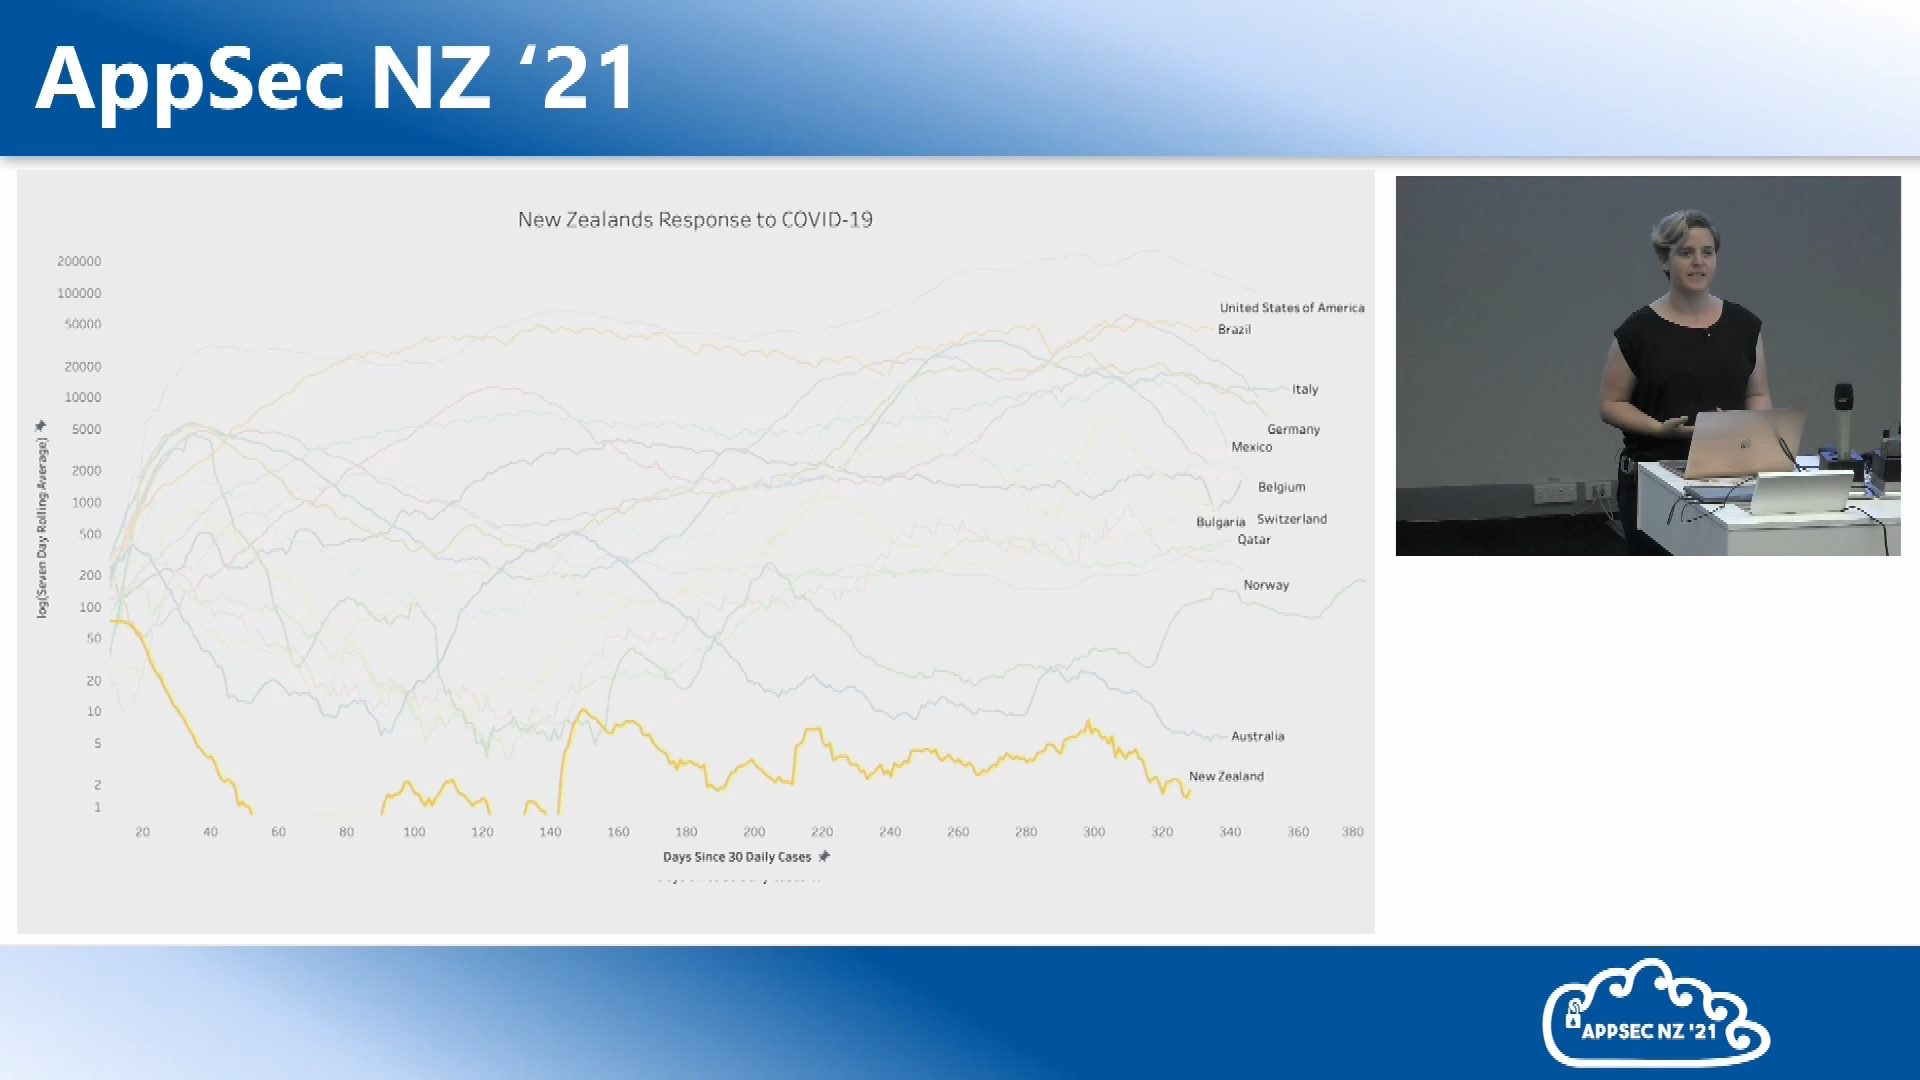 AppSec NZ ‘21
New Zealands Response to COVID-19
200000
100000
50000
20000
10000
5000
2000
1000
500
200
100
50
20
10
5
2
1
log(Seven Day Rolling Average)
United States of America
Brazil
Italy
Germany
Mexico
Belgium
Bulgaria Switzerland
Qatar
Norway
Australia
New Zealand
20 40 60 80 100 120 140 160 180 200 220 240 260 280 300 320 340 360 380
Days Since 30 Daily Cases
APPSEC NZ '21